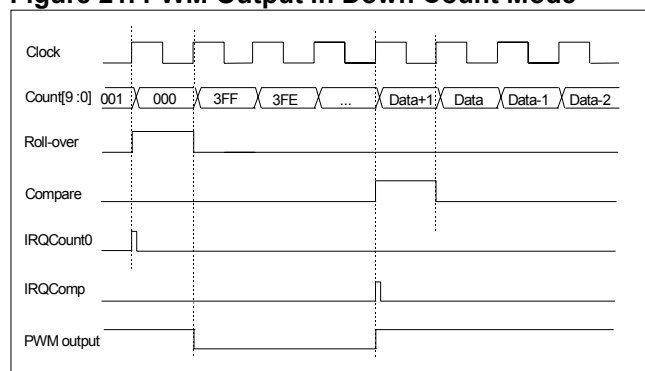 Figure 21. PWM Output in Down Count Mode
Clock
Count[9 :0] 001 000 3FF 3FE ... Data+1 Data Data-1 Data-2
Roll-over
Compare
IRQCount0
IRQComp
PWM output